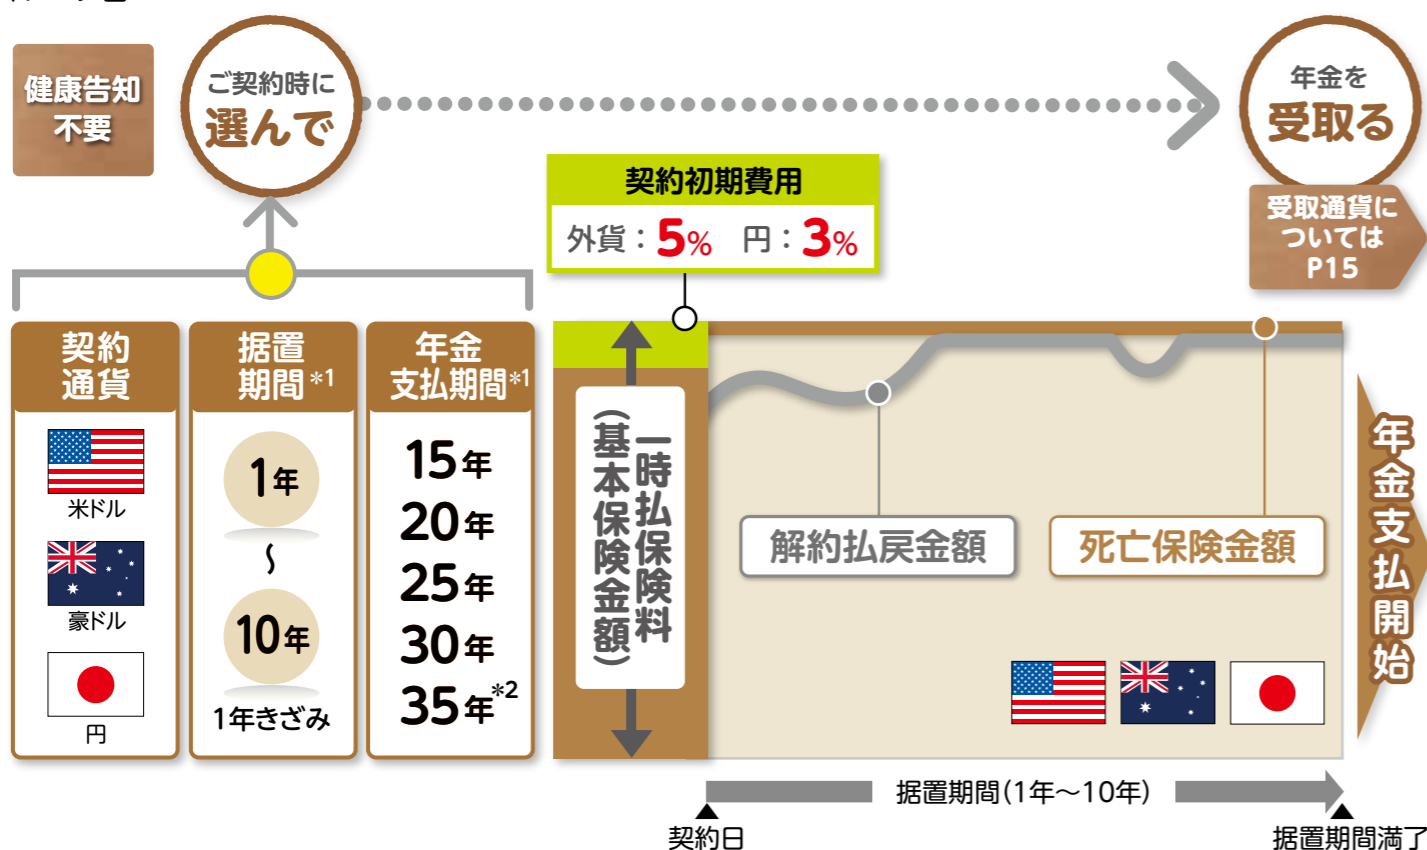 健康告知
不要
ご契約時に
選んで
年金を
受取る
受取通貨に
ついては
P15
契約初期費用
外貨：5% 円：3%
契約
通貨
米ドル
豪ドル
円
据置
期間*1
1年
〜
10年
1年きざみ
年金
支払期間*1
15年
20年
25年
30年
35年*2
一時払保険料
（基本保険金額）
解約払戻金額
死亡保険金額
年金支払開始
据置期間(1年〜10年)
契約日
据置期間満了